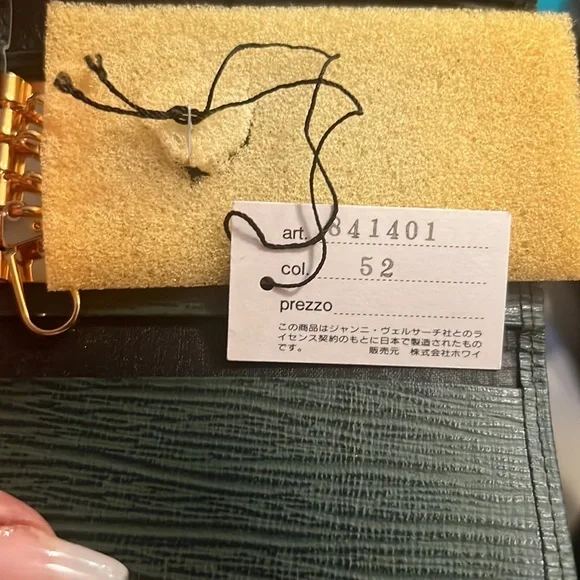 art. 841401
col. 52
prezzo
この商品はジャンニ・ヴェルサーチ社とのラ
イセンス契約のもとに日本で製造されたもの
です。 販売元 株式会社ホワイ